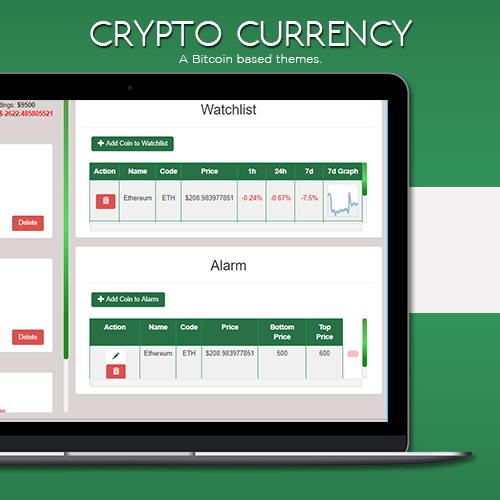 CRYPTO CURRENCY
A Bitcoin based themes.
dings: $9500
$-2622.485805521
Delete
Delete
Watchlist
Add Coin to Watchlist
Action Name Code Price 1h 24h 7d 7d Graph
Ethereum ETH $208.983977851 -0.24% -0.67% -7.5%
Alarm
Add Coin to Alarm
Action Name Code Price Bottom Price Top Price
Ethereum ETH $208.983977851 500 600